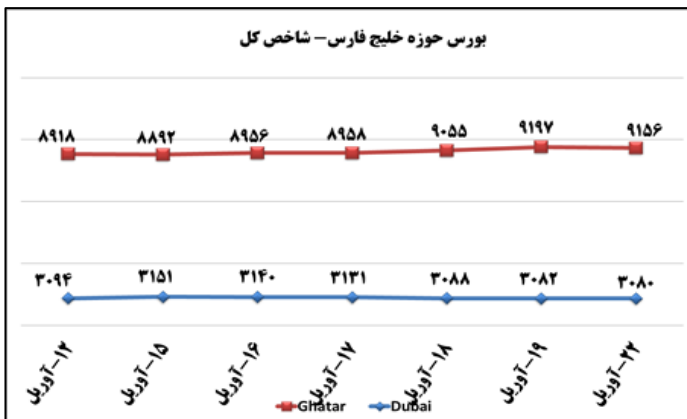 بورس حوزه خلیج فارس– شاخص کل
۸۹۱۸ ۸۸۹۲ ۸۹۵۶ ۸۹۵۸ ۹۰۵۵ ۹۱۹۷ ۹۱۵۶
۳۰۹۴ ۳۱۵۱ ۳۱۴۰ ۳۱۳۱ ۳۰۸۸ ۳۰۸۲ ۳۰۸۰
۱۲-آوریل ۱۵-آوریل ۱۶-آوریل ۱۷-آوریل ۱۸-آوریل ۱۹-آوریل ۲۲-آوریل
Ghatar Dubai